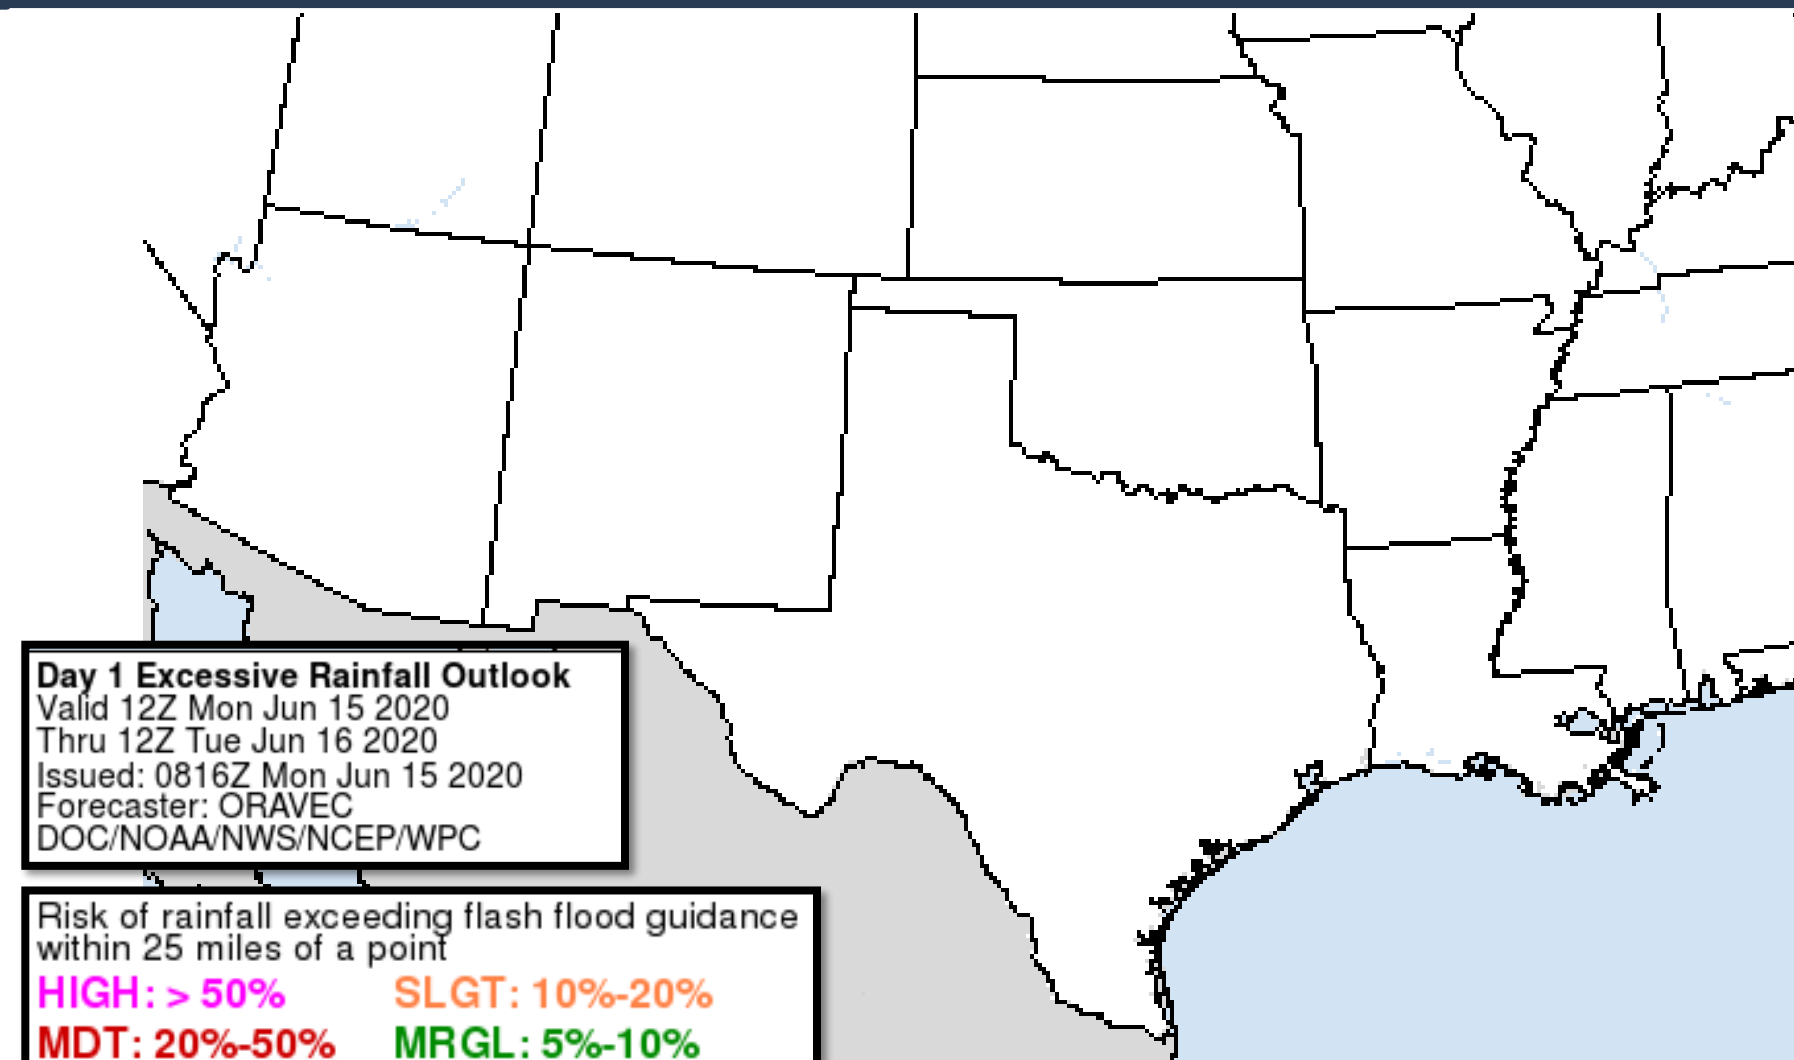 Day 1 Excessive Rainfall Outlook
Valid 12Z Mon Jun 15 2020
Thru 12Z Tue Jun 16 2020
Issued: 0816Z Mon Jun 15 2020
Forecaster: ORAVEC
DOC/NOAA/NWS/NCEP/WPC
Risk of rainfall exceeding flash flood guidance
within 25 miles of a point
HIGH: > 50% SLGT: 10%-20%
MDT: 20%-50% MRGL: 5%-10%